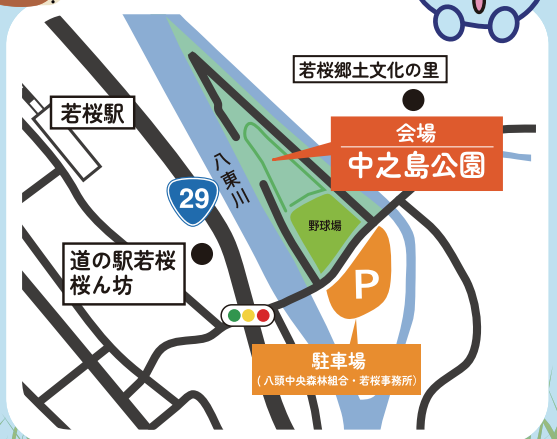 若桜郷土文化の里
若桜駅
会場
中之島公園
八東川
29
野球場
道の駅若桜
桜ん坊
P
駐車場
(八頭中央森林組合・若桜事務所)